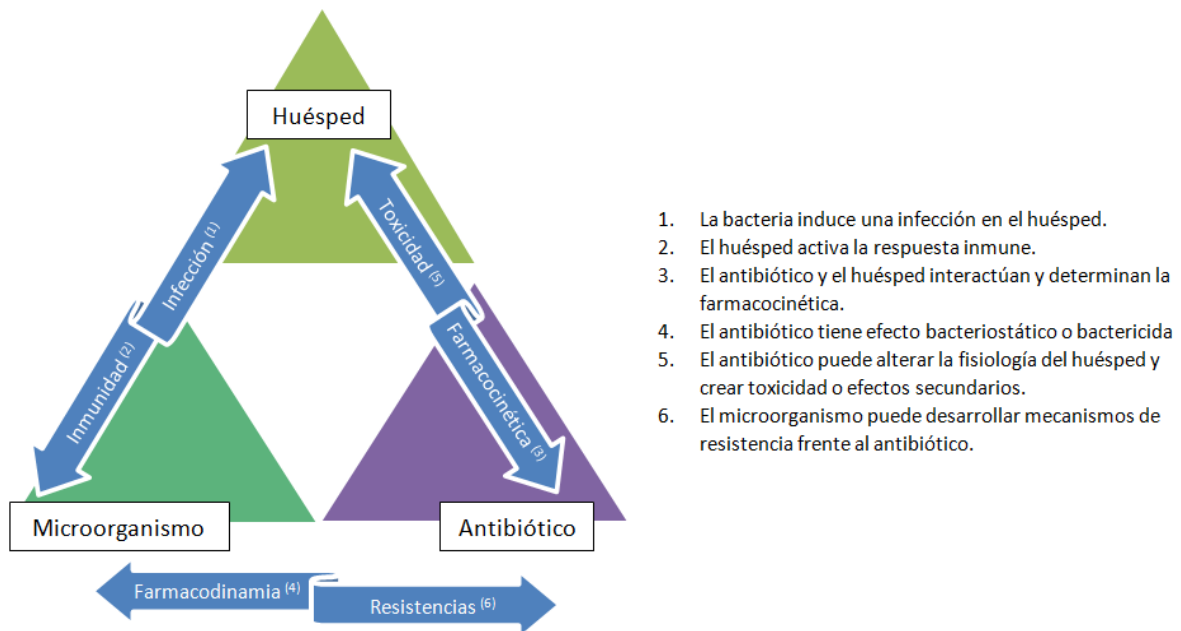 Huésped
Infección (1)
Toxicidad (5)
Inmunidad (2)
Farmacocinética (3)
Microorganismo
Antibiótico
Farmacodinamia (4)
Resistencias (6)
1. La bacteria induce una infección en el huésped.
2. El huésped activa la respuesta inmune.
3. El antibiótico y el huésped interactúan y determinan la
farmacocinética.
4. El antibiótico tiene efecto bacteriostático o bactericida
5. El antibiótico puede alterar la fisiología del huésped y
crear toxicidad o efectos secundarios.
6. El microorganismo puede desarrollar mecanismos de
resistencia frente al antibiótico.